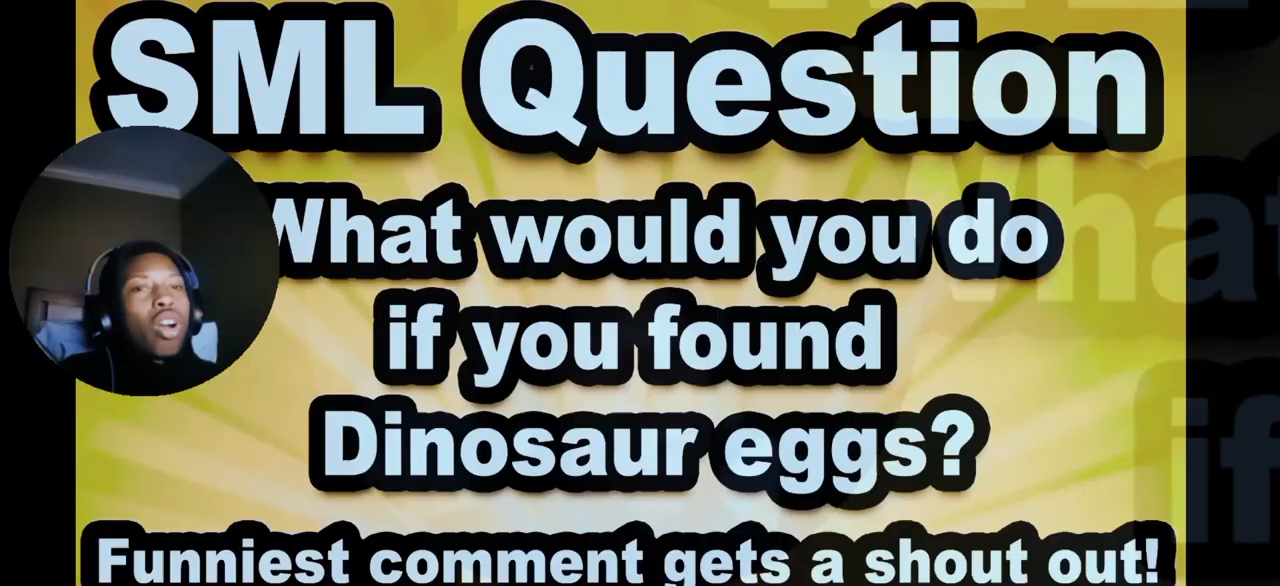 SML Question
What would you do
if you found
Dinosaur eggs?
Funniest comment gets a shout out!